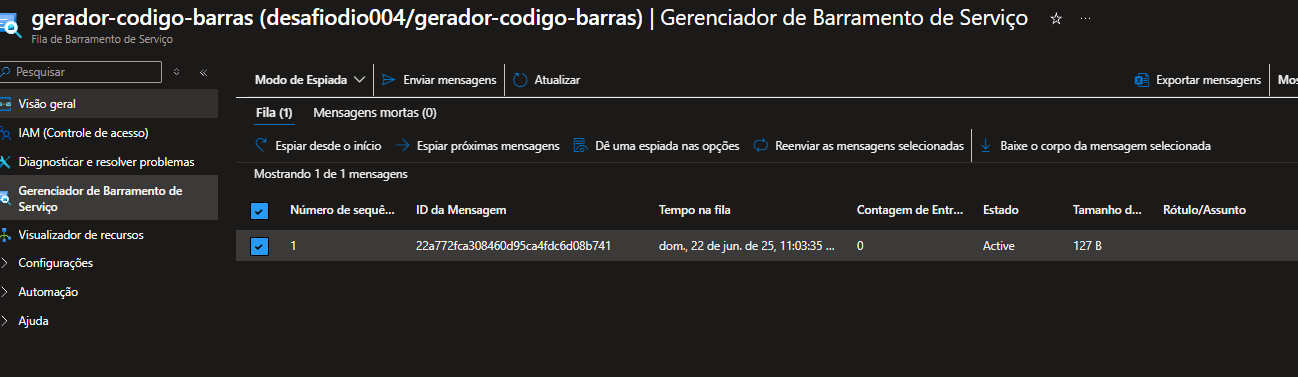 gerador-codigo-barras (desafiodio004/gerador-codigo-barras) | Gerenciador de Barramento de Serviço
Fila de Barramento de Serviço
Pesquisar
Visão geral
IAM (Controle de acesso)
Diagnosticar e resolver problemas
Gerenciador de Barramento de
Serviço
Visualizador de recursos
Configurações
Automação
Ajuda
Modo de Espiada
Enviar mensagens
Atualizar
Exportar mensagens
Mos
Fila (1)
Mensagens mortas (0)
Espiar desde o início
Espiar próximas mensagens
Dê uma espiada nas opções
Reenviar as mensagens selecionadas
Baixe o corpo da mensagem selecionada
Mostrando 1 de 1 mensagens
Número de sequê... ID da Mensagem Tempo na fila Contagem de Entr... Estado Tamanho d... Rótulo/Assunto
1 22a772fca308460d95ca4fdc6d08b741 dom., 22 de jun. de 25, 11:03:35 ... 0 Active 127 B